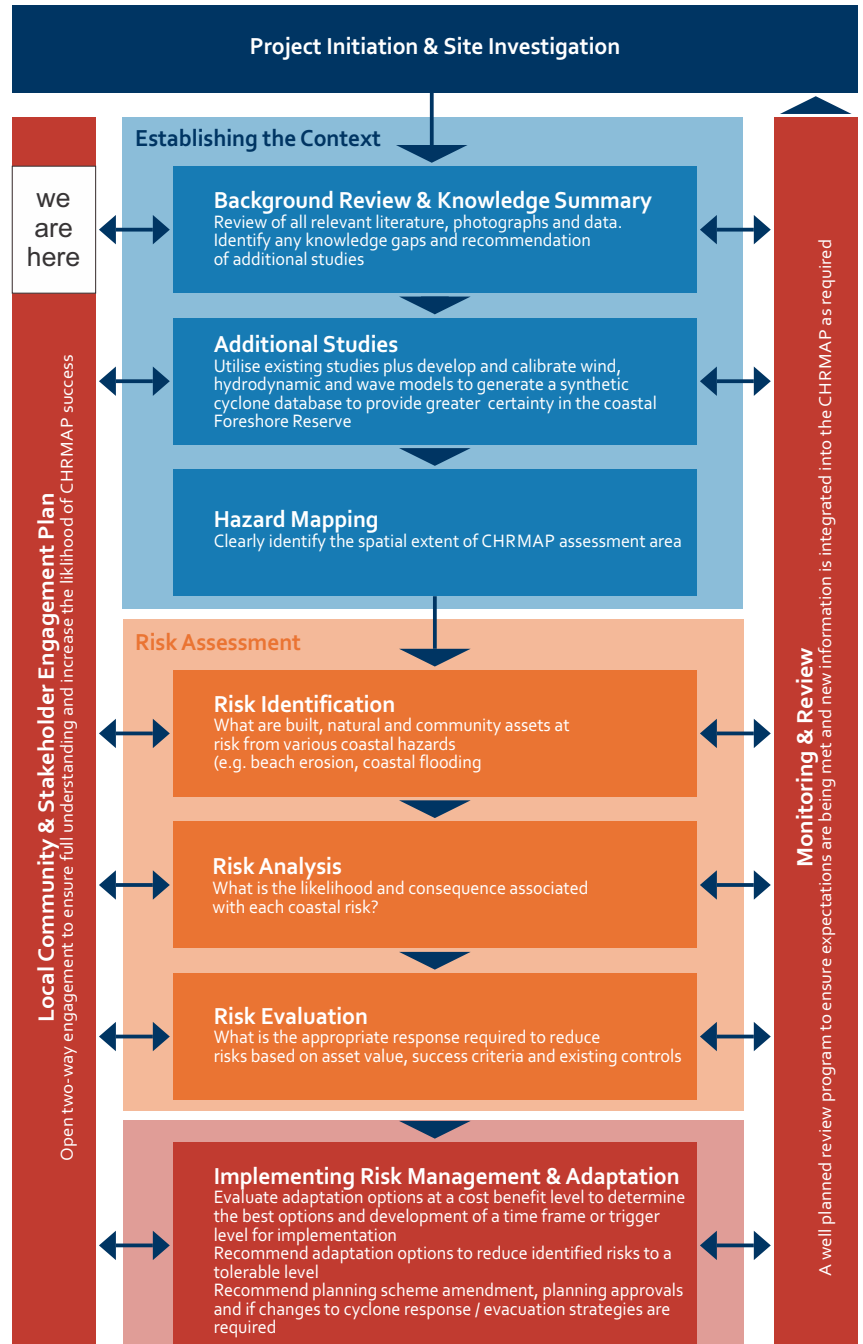 Project Initiation & Site Investigation
Establishing the Context
we
are
here
Background Review & Knowledge Summary
Review of all relevant literature, photographs and data.
Identify any knowledge gaps and recommendation
of additional studies
Additional Studies
Utilise existing studies plus develop and calibrate wind,
hydrodynamic and wave models to generate a synthetic
cyclone database to provide greater certainty in the coastal
Foreshore Reserve
Hazard Mapping
Clearly identify the spatial extent of CHRMAP assessment area
Risk Assessment
Risk Identification
What are built, natural and community assets at
risk from various coastal hazards
(e.g. beach erosion, coastal flooding
Risk Analysis
What is the likelihood and consequence associated
with each coastal risk?
Risk Evaluation
What is the appropriate response required to reduce
risks based on asset value, success criteria and existing controls
Implementing Risk Management & Adaptation
Evaluate adaptation options at a cost benefit level to determine
the best options and development of a time frame or trigger
level for implementation
Recommend adaptation options to reduce identified risks to a
tolerable level
Recommend planning scheme amendment, planning approvals
and if changes to cyclone response / evacuation strategies are
required
Local Community & Stakeholder Engagement Plan
Open two-way engagement to ensure full understanding and increase the liklihood of CHRMAP success
Monitoring & Review
A well planned review program to ensure expectations are being met and new information is integrated into the CHRMAP as required